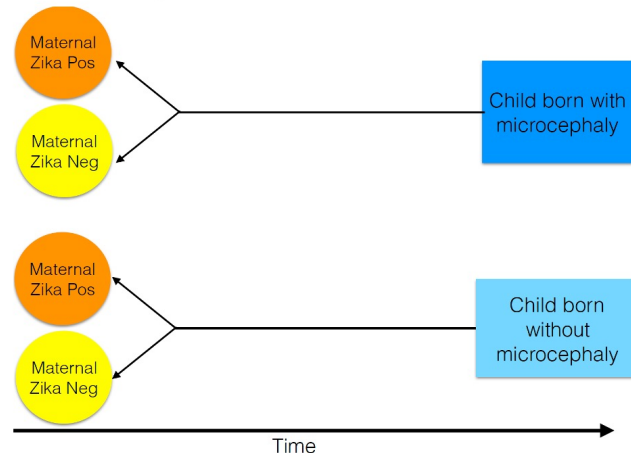 Maternal
Zika Pos
Maternal
Zika Neg
Child born with
microcephaly
Maternal
Zika Pos
Maternal
Zika Neg
Child born
without
microcephaly
Time